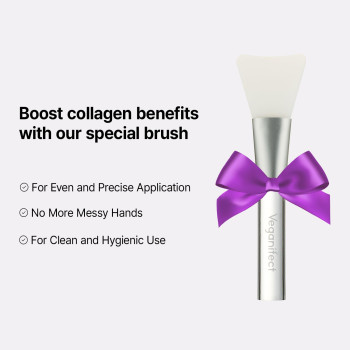 Boost collagen benefits
with our special brush
For Even and Precise Application
No More Messy Hands
For Clean and Hygienic Use
Veganifect